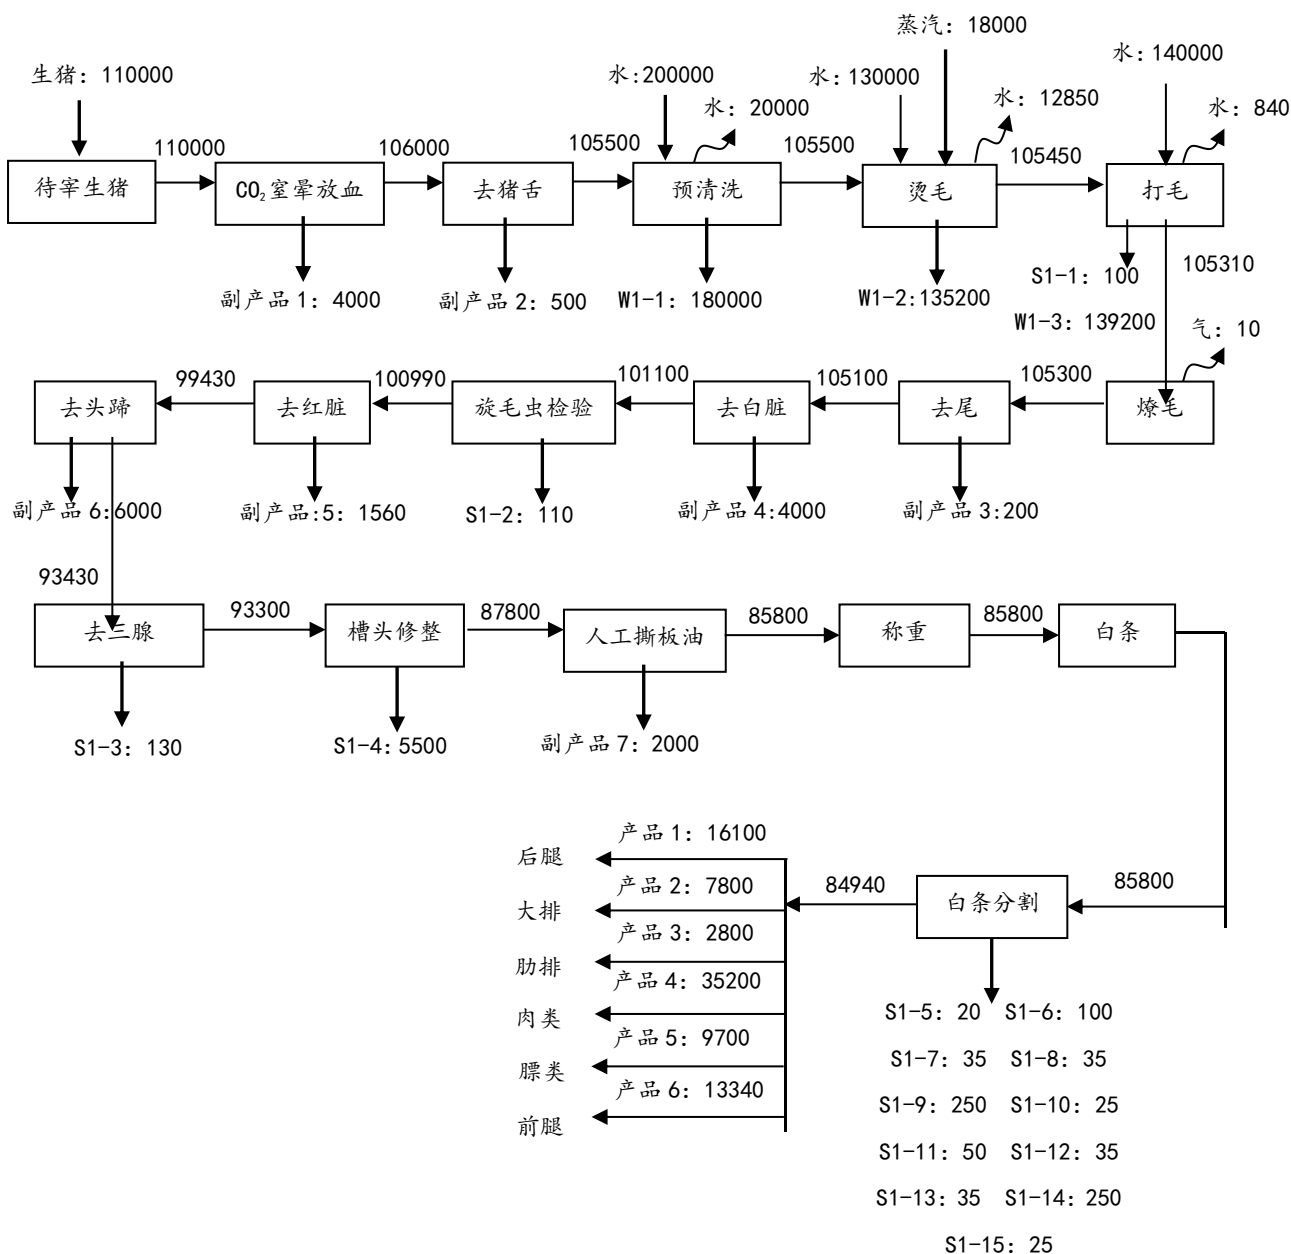 蒸汽：18000
生猪：110000
水:200000
水:130000
水：140000
水：20000
水：12850
水：840
110000
106000
105500
105500
105450
待宰生猪
CO₂室晕放血
去猪舌
预清洗
烫毛
打毛
副产品1：4000
副产品2：500
W1-1：180000
W1-2:135200
S1-1：100
105310
W1-3：139200
气：10
99430
100990
101100
105100
105300
去头蹄
去红脏
旋毛虫检验
去白脏
去尾
燎毛
副产品6:6000
副产品:5：1560
S1-2：110
副产品4:4000
副产品3:200
93430
93300
87800
85800
85800
去三腺
槽头修整
人工撕板油
称重
白条
S1-3：130
S1-4：5500
副产品7：2000
产品1：16100
后腿
产品2：7800
大排
产品3：2800
肋排
产品4：35200
肉类
产品5：9700
膘类
产品6：13340
前腿
84940
白条分割
85800
S1-5：20 S1-6：100
S1-7：35 S1-8：35
S1-9：250 S1-10：25
S1-11：50 S1-12：35
S1-13：35 S1-14：250
S1-15：25